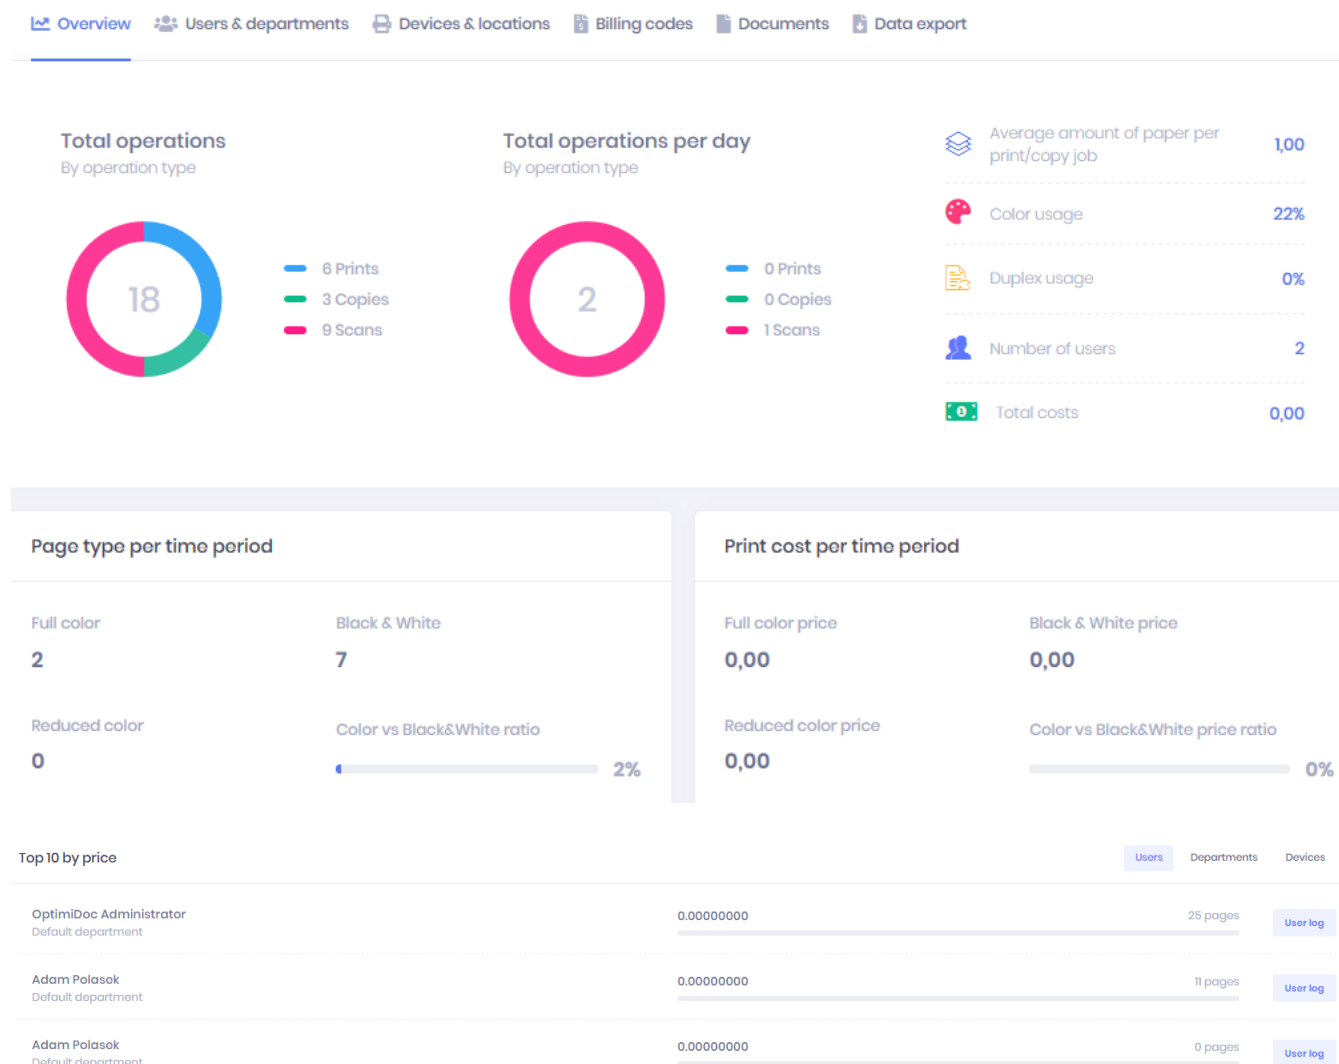 Overview Users & departments Devices & locations Billing codes Documents Data export
Total operations
By operation type
18
6 Prints
3 Copies
9 Scans
Total operations per day
By operation type
2
0 Prints
0 Copies
1 Scans
Average amount of paper per
print/copy job
1,00
Color usage 22%
Duplex usage 0%
Number of users 2
Total costs 0,00
Page type per time period
Full color
2
Black & White
7
Reduced color
0
Color vs Black&White ratio
2%
Print cost per time period
Full color price
0,00
Black & White price
0,00
Reduced color price
0,00
Color vs Black&White price ratio
0%
Top 10 by price Users Departments Devices
OptimiDoc Administrator
Default department
0.00000000 25 pages User log
Adam Polasek
Default department
0.00000000 11 pages User log
Adam Polasek
Default department
0.00000000 0 pages User log